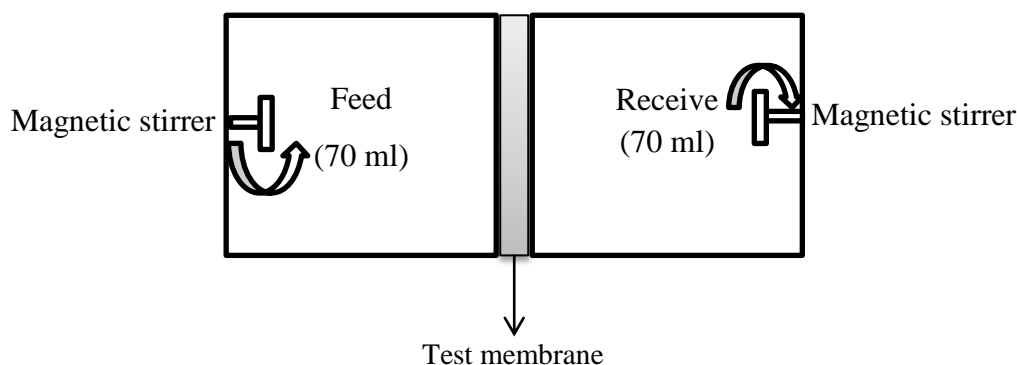 Magnetic stirrer
Feed
(70 ml)
Receive
(70 ml)
Magnetic stirrer
Test membrane